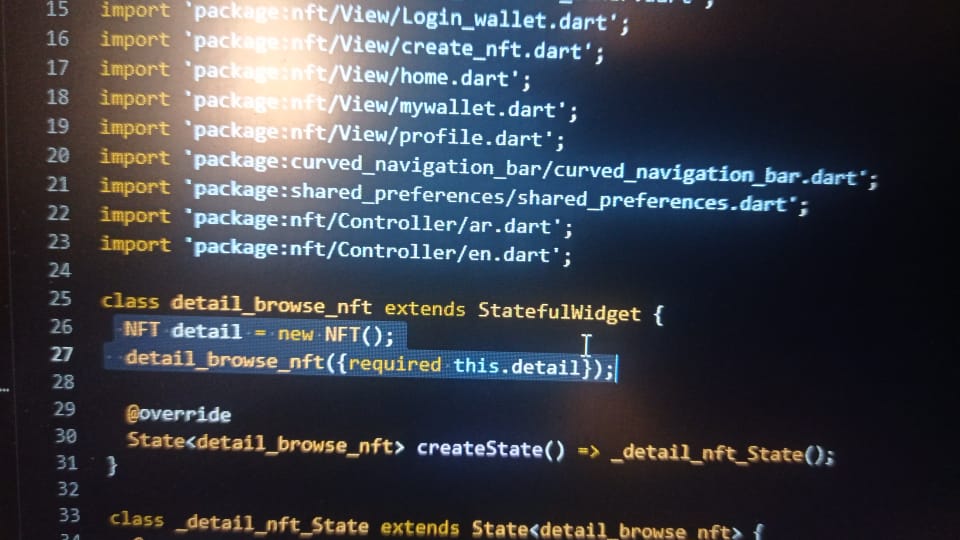 15 import 'package:nft/View/Login_wallet.dart';
16 import 'package:nft/View/create_nft.dart';
17 import 'package:nft/View/home.dart';
18 import 'package:nft/View/mywallet.dart';
19 import 'package:nft/View/profile.dart';
20 import 'package:curved_navigation_bar/curved_navigation_bar.dart';
21 import 'package:shared_preferences/shared_preferences.dart';
22 import 'package:nft/Controller/ar.dart';
23 import 'package:nft/Controller/en.dart';
24
25 class detail_browse_nft extends StatefulWidget {
26 NFT detail = new NFT();
27 detail_browse_nft({required this.detail});
28
29 @override
30 State<detail_browse_nft> createState() => _detail_nft_State();
31 }
32
33 class _detail_nft_State extends State<detail_browse_nft> {